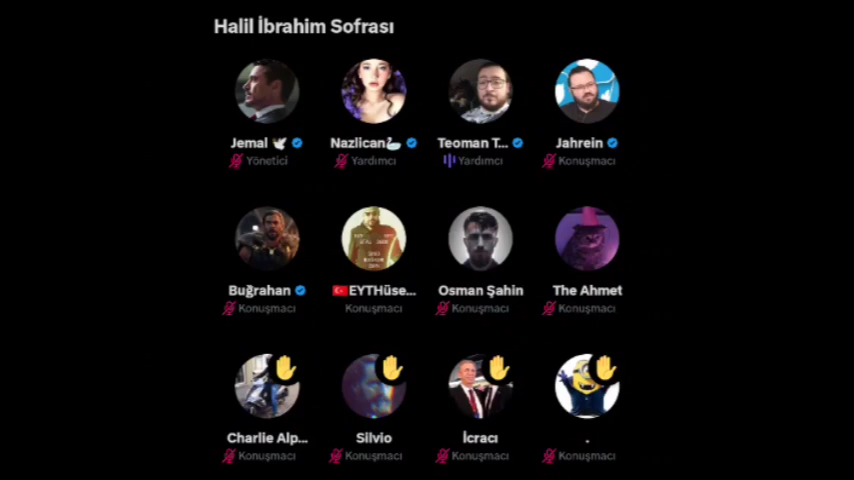 Halil İbrahim Sofrası
Jemal 🕊️ Nazlican🦢 Teoman T... Jahrein
Yönetici Yardımcı Yardımcı Konuşmacı
Buğrahan 🇹🇷EYTHüse... Osman Şahin The Ahmet
Konuşmacı Konuşmacı Konuşmacı Konuşmacı
Charlie Alp... Silvio İcracı .
Konuşmacı Konuşmacı Konuşmacı Konuşmacı